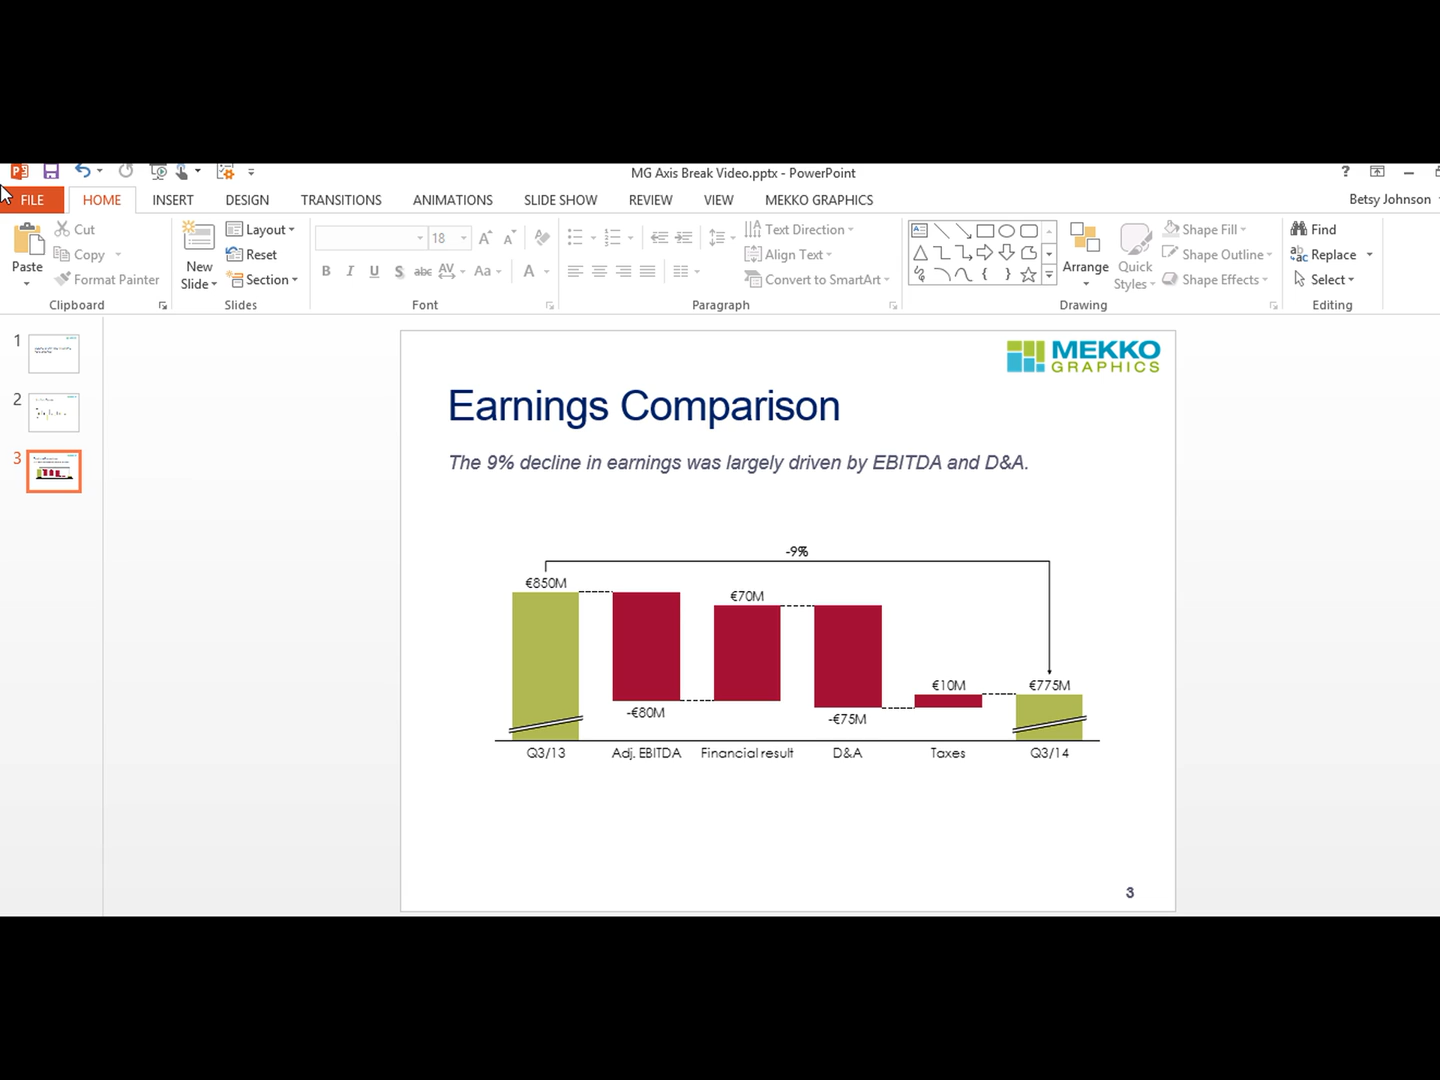 MG Axis Break Video.pptx - PowerPoint
?
FILE HOME INSERT DESIGN TRANSITIONS ANIMATIONS SLIDE SHOW REVIEW VIEW MEKKO GRAPHICS Betsy Johnson
Paste
Cut
Copy
Format Painter
Clipboard
New Slide
Layout
Reset
Section
Slides
18
Font
Text Direction
Align Text
Convert to SmartArt
Paragraph
Arrange
Quick Styles
Shape Fill
Shape Outline
Shape Effects
Drawing
Find
Replace
Select
Editing
1
2
3
MEKKO
GRAPHICS
Earnings Comparison
The 9% decline in earnings was largely driven by EBITDA and D&A.
-9%
€850M
€70M
€10M €775M
-€80M -€75M
Q3/13 Adj. EBITDA Financial result D&A Taxes Q3/14
3